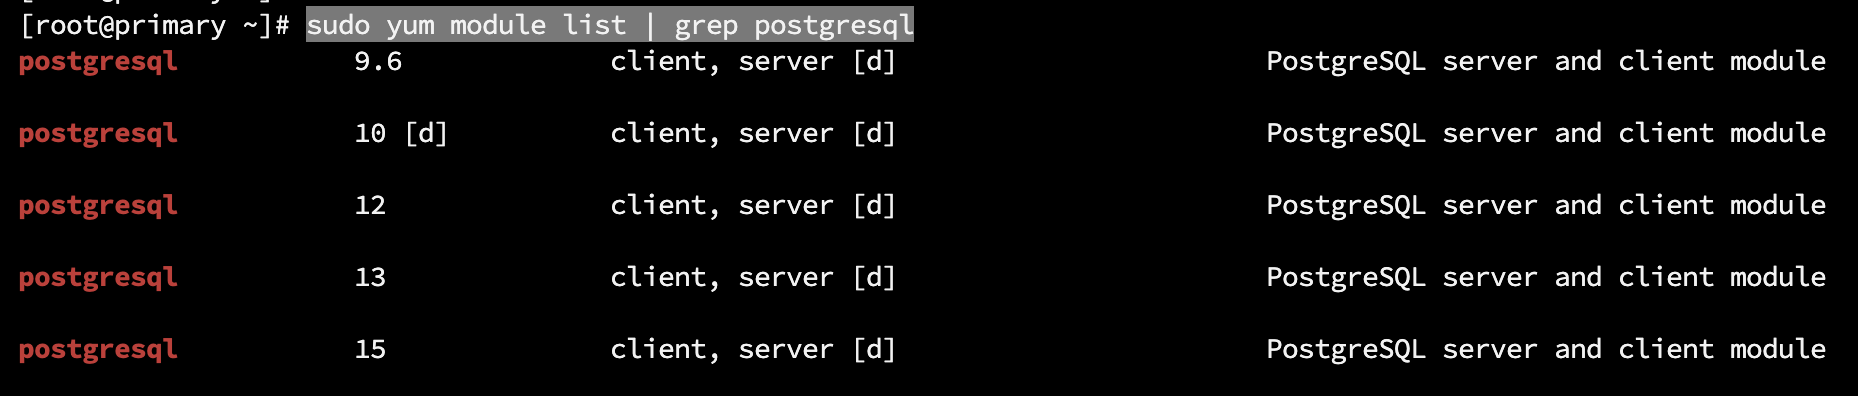 [root@primary ~]# sudo yum module list | grep postgresql
postgresql 9.6 client, server [d] PostgreSQL server and client module
postgresql 10 [d] client, server [d] PostgreSQL server and client module
postgresql 12 client, server [d] PostgreSQL server and client module
postgresql 13 client, server [d] PostgreSQL server and client module
postgresql 15 client, server [d] PostgreSQL server and client module